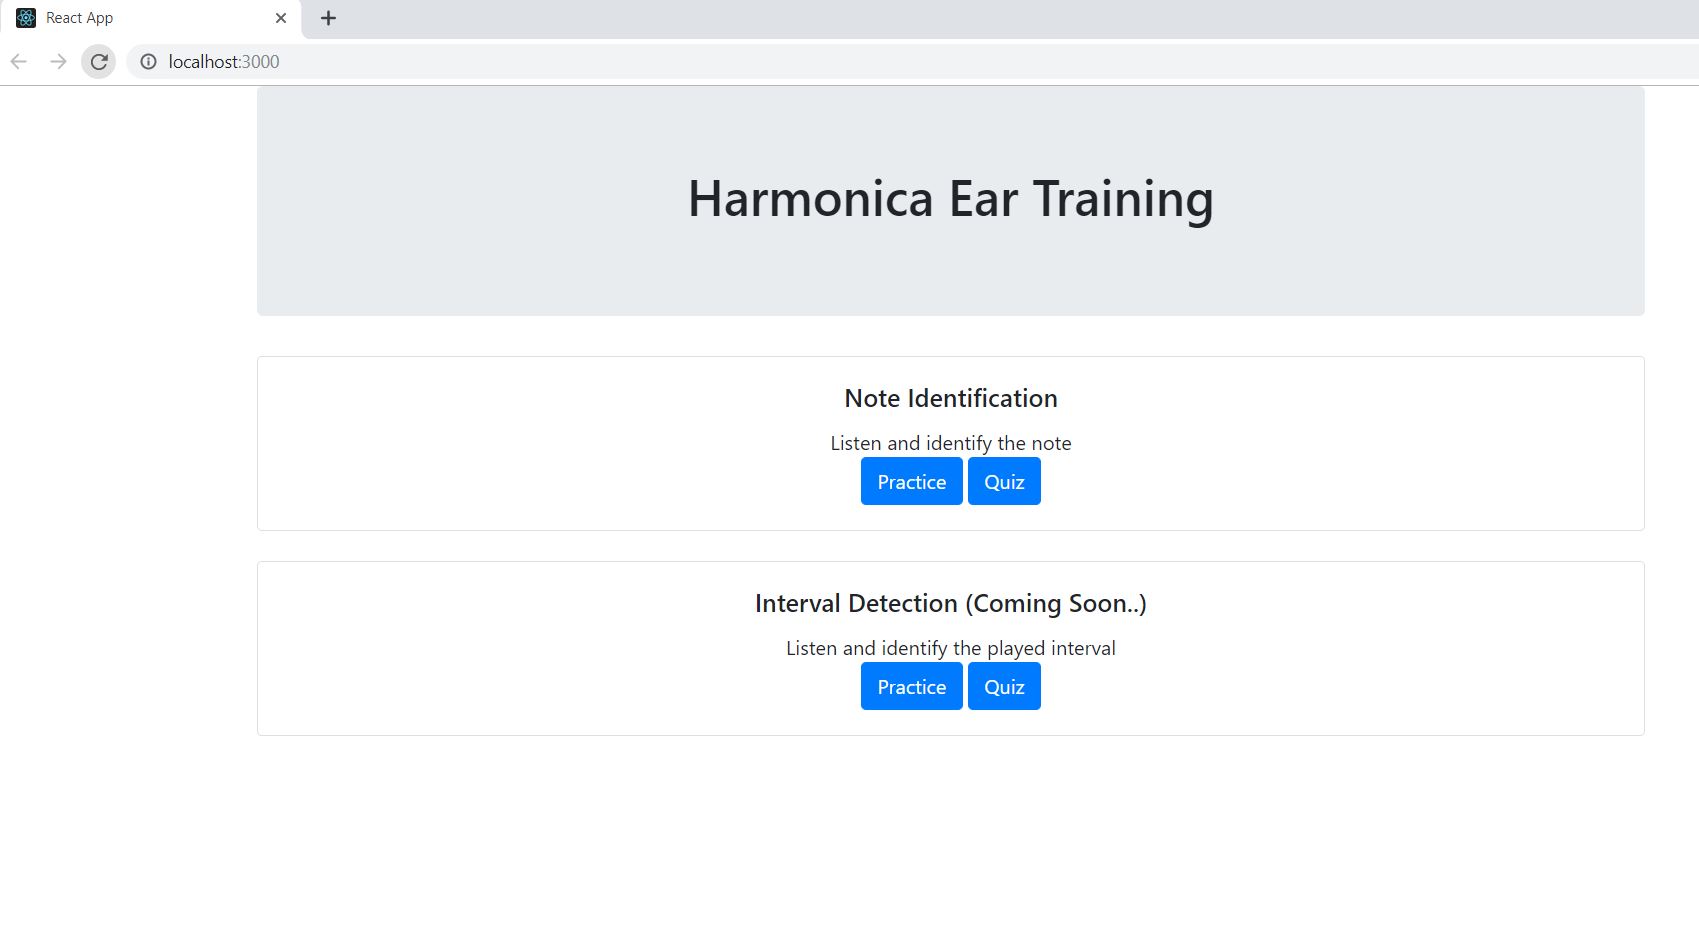 React App
localhost:3000
Harmonica Ear Training
Note Identification
Listen and identify the note
Practice Quiz
Interval Detection (Coming Soon..)
Listen and identify the played interval
Practice Quiz